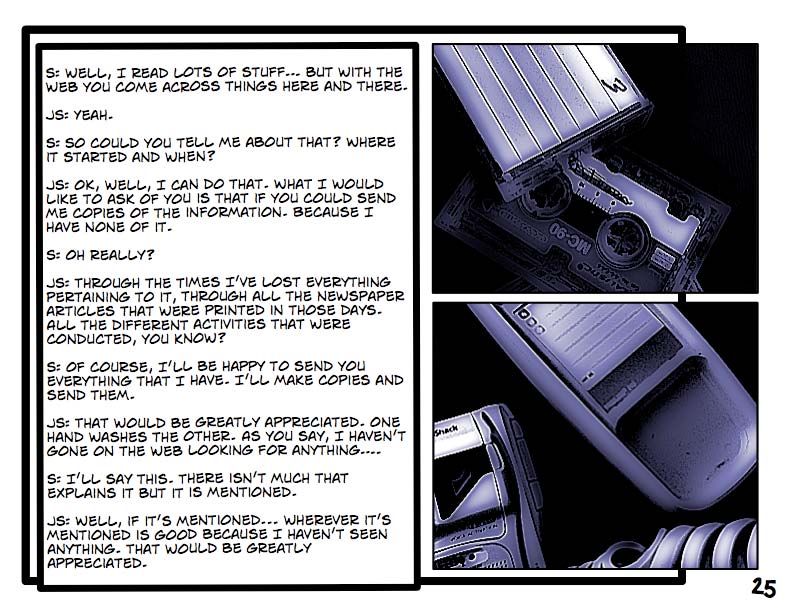 S: WELL, I READ LOTS OF STUFF... BUT WITH THE
WEB YOU COME ACROSS THINGS HERE AND THERE.
JS: YEAH.
S: SO COULD YOU TELL ME ABOUT THAT? WHERE
IT STARTED AND WHEN?
JS: OK, WELL, I CAN DO THAT. WHAT I WOULD
LIKE TO ASK OF YOU IS THAT IF YOU COULD SEND
ME COPIES OF THE INFORMATION. BECAUSE I
HAVE NONE OF IT.
S: OH REALLY?
JS: THROUGH THE TIMES I'VE LOST EVERYTHING
PERTAINING TO IT, THROUGH ALL THE NEWSPAPER
ARTICLES THAT WERE PRINTED IN THOSE DAYS.
ALL THE DIFFERENT ACTIVITIES THAT WERE
CONDUCTED, YOU KNOW?
S: OF COURSE, I'LL BE HAPPY TO SEND YOU
EVERYTHING THAT I HAVE. I'LL MAKE COPIES AND
SEND THEM.
JS: THAT WOULD BE GREATLY APPRECIATED. ONE
HAND WASHES THE OTHER. AS YOU SAY, I HAVEN'T
GONE ON THE WEB LOOKING FOR ANYTHING....
S: I'LL SAY THIS. THERE ISN'T MUCH THAT
EXPLAINS IT BUT IT IS MENTIONED.
JS: WELL, IF IT'S MENTIONED... WHEREVER IT'S
MENTIONED IS GOOD BECAUSE I HAVEN'T SEEN
ANYTHING. THAT WOULD BE GREATLY
APPRECIATED.
MC-90
Shack
25